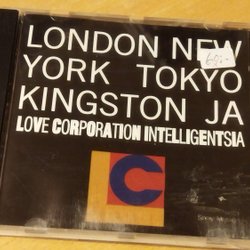 LONDON NEW
YORK TOKYO
KINGSTON JA
LOVE CORPORATION INTELLIGENTSIA
C